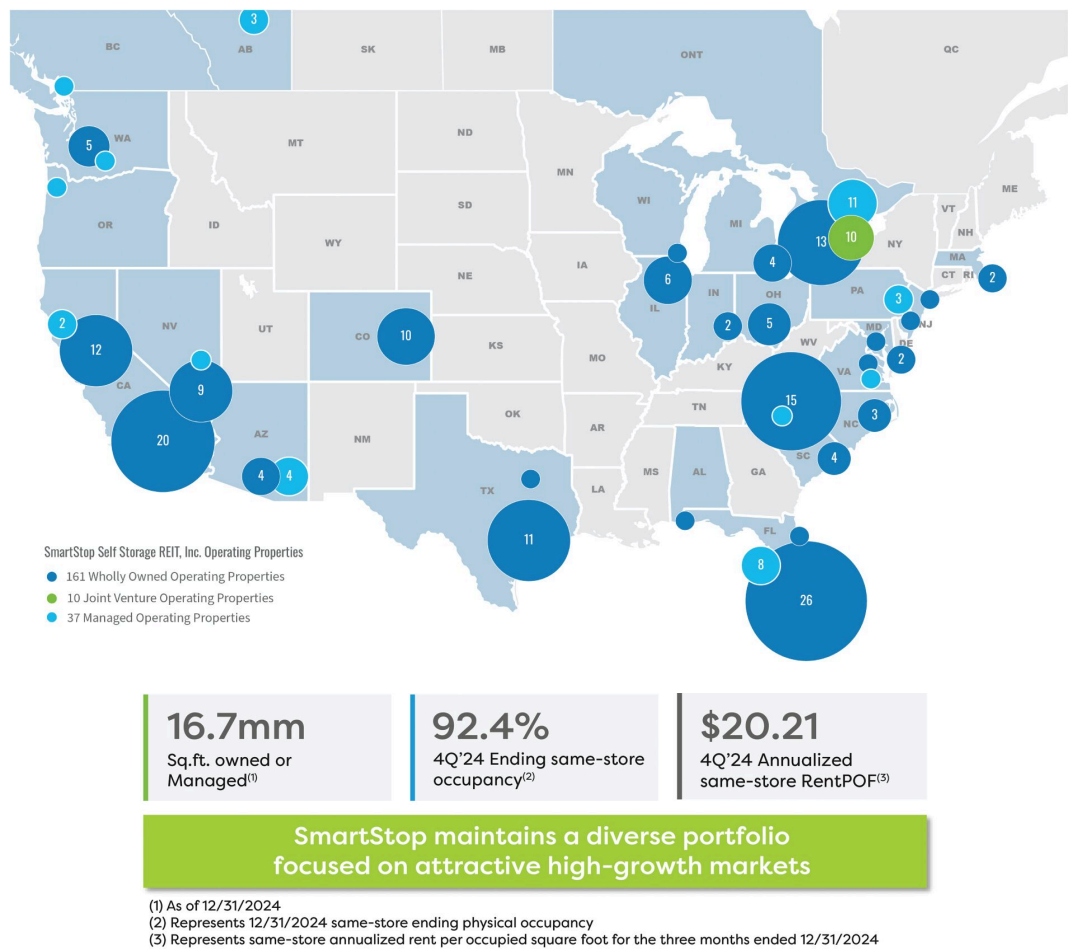 3
BC
AB
SK
MB
ONT
QC
WA
5
MT
ND
MN
ME
OR
ID
SD
WI
MI
11
VT
NH
WY
13
10
NY
MA
IA
4
CT
RI
2
NE
6
PA
3
IL
IN
OH
NJ
2
NV
UT
CO
10
2
5
MD
DE
12
KS
MO
WV
2
KY
VA
CA
9
15
TN
3
NC
20
AZ
NM
OK
AR
SC
4
4
4
MS
AL
GA
TX
LA
11
FL
8
26
SmartStop Self Storage REIT, Inc. Operating Properties
161 Wholly Owned Operating Properties
10 Joint Venture Operating Properties
37 Managed Operating Properties
16.7mm
Sq.ft. owned or
Managed(1)
92.4%
4Q'24 Ending same-store
occupancy(2)
$20.21
4Q'24 Annualized
same-store RentPOF(3)
SmartStop maintains a diverse portfolio
focused on attractive high-growth markets
(1) As of 12/31/2024
(2) Represents 12/31/2024 same-store ending physical occupancy
(3) Represents same-store annualized rent per occupied square foot for the three months ended 12/31/2024